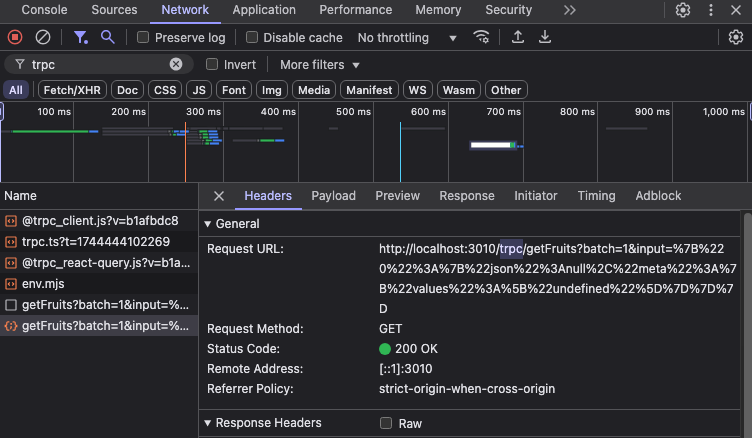 Console Sources Network Application Performance Memory Security
Preserve log Disable cache No throttling
trpc Invert More filters
All Fetch/XHR Doc CSS JS Font Img Media Manifest WS Wasm Other
100 ms 200 ms 300 ms 400 ms 500 ms 600 ms 700 ms 800 ms 900 ms 1,000 ms
Name
@trpc_client.js?v=b1afbdc8
trpc.ts?t=1744444102269
@trpc_react-query.js?v=b1a...
env.mjs
getFruits?batch=1&input=%...
getFruits?batch=1&input=%...
Headers Payload Preview Response Initiator Timing Adblock
General
Request URL: http://localhost:3010/trpc/getFruits?batch=1&input=%7B%22
0%22%3A%7B%22json%22%3Anull%2C%22meta%22%3A%7
B%22values%22%3A%5B%22undefined%22%5D%7D%7D%7
D
Request Method: GET
Status Code: 200 OK
Remote Address: [::1]:3010
Referrer Policy: strict-origin-when-cross-origin
Response Headers Raw